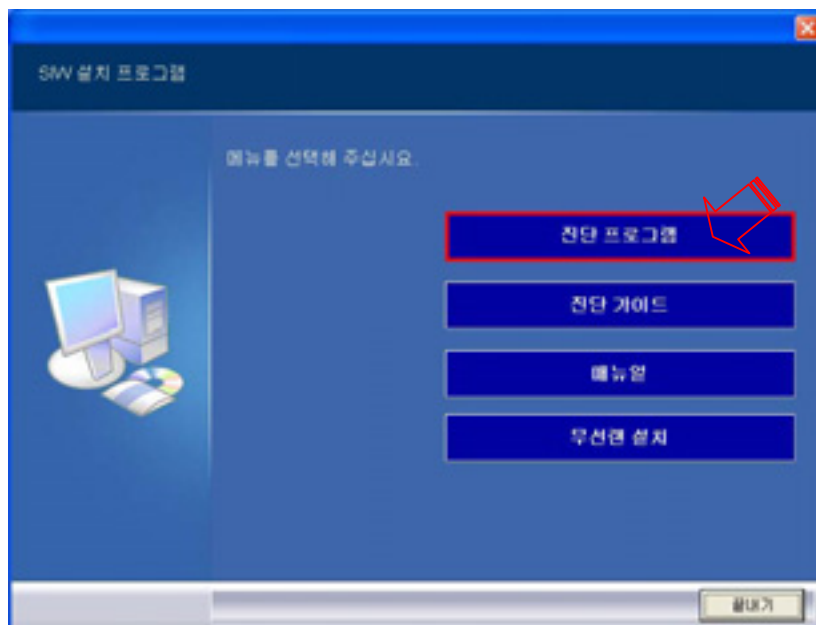 S/W 설치 프로그램
메뉴를 선택해 주십시요.
진단 프로그램
진단 가이드
매뉴얼
무선랜 설치
끝내기